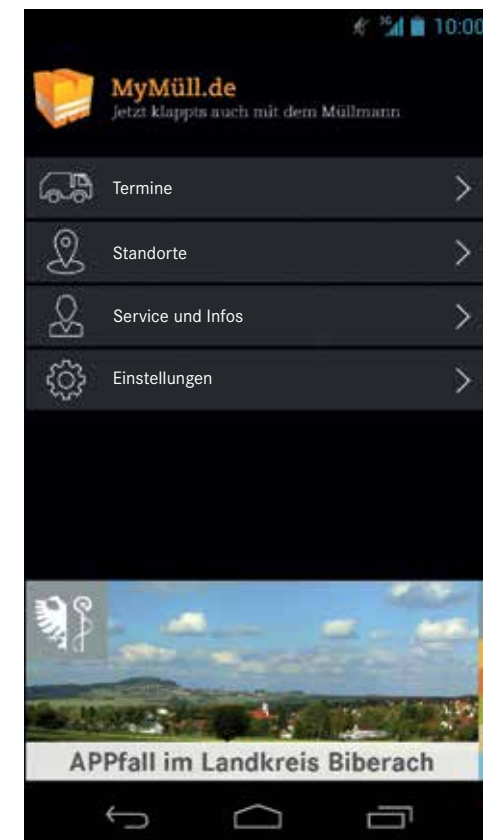 3G 10:00
MyMüll.de
Jetzt klappts auch mit dem Müllmann
Termine
Standorte
Service und Infos
Einstellungen
APPfall im Landkreis Biberach